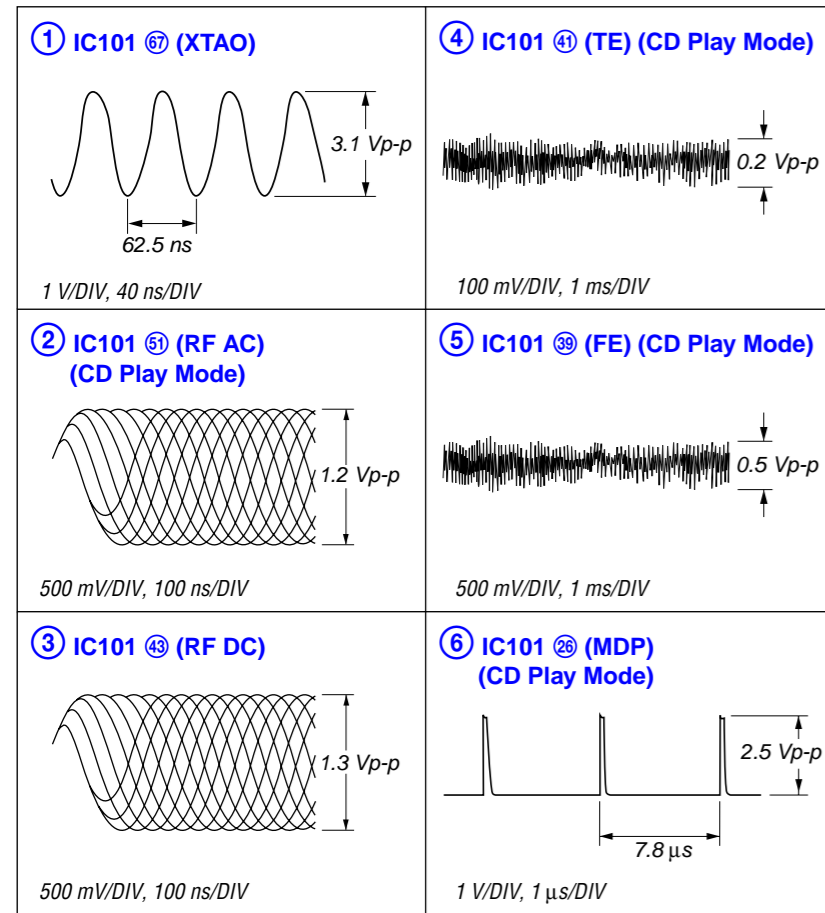 ① IC101 ㊿+17 (XTAO)
3.1 Vp-p
62.5 ns
1 V/DIV, 40 ns/DIV
② IC101 51 (RF AC)
(CD Play Mode)
1.2 Vp-p
500 mV/DIV, 100 ns/DIV
③ IC101 ㊸ (RF DC)
1.3 Vp-p
500 mV/DIV, 100 ns/DIV
④ IC101 ㊶ (TE) (CD Play Mode)
0.2 Vp-p
100 mV/DIV, 1 ms/DIV
⑤ IC101 ㊴ (FE) (CD Play Mode)
0.5 Vp-p
500 mV/DIV, 1 ms/DIV
⑥ IC101 ㉖ (MDP)
(CD Play Mode)
2.5 Vp-p
7.8 µs
1 V/DIV, 1 µs/DIV